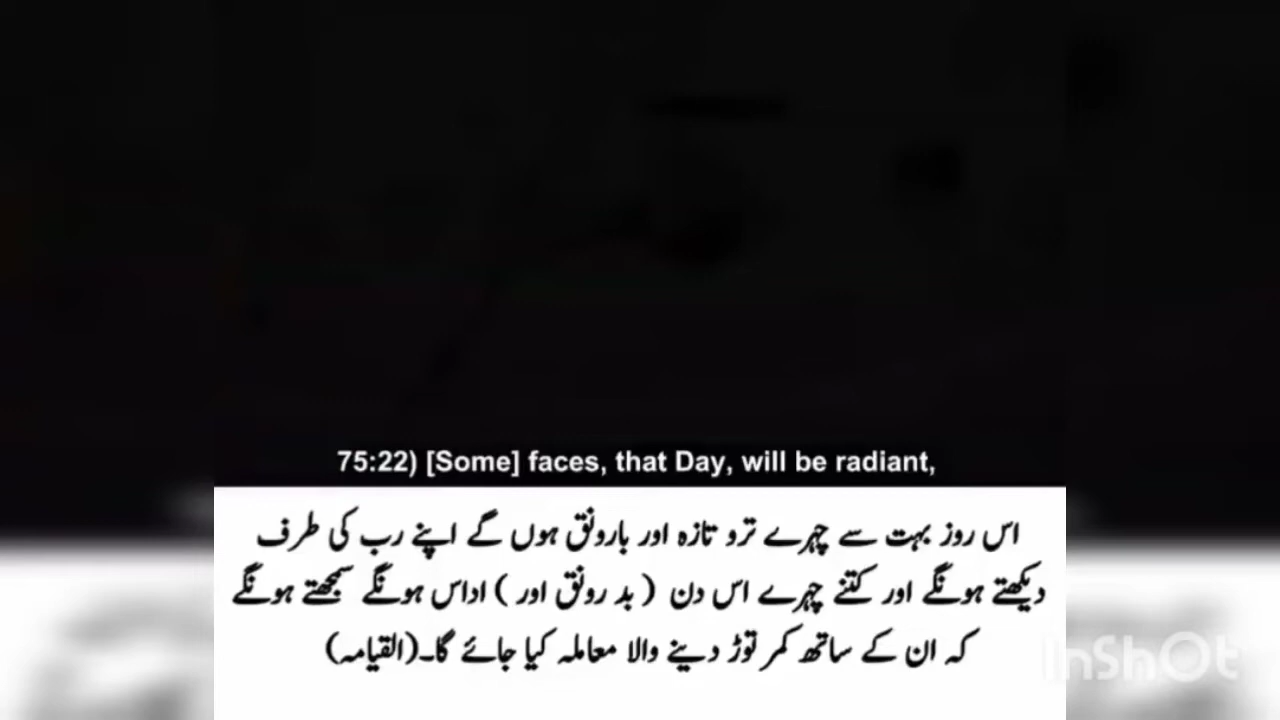 75:22) [Some] faces, that Day, will be radiant,
اس روز بہت سے چہرے ترو تازہ اور بارونق ہوں گے اپنے رب کی طرف
دیکھتے ہونگے اور کتنے چہرے اس دن ( بد رونق اور ) اداس ہونگے سمجھتے ہونگے
کہ ان کے ساتھ کمر توڑ دینے والا معاملہ کیا جائے گا۔(القیامہ)
InShOt